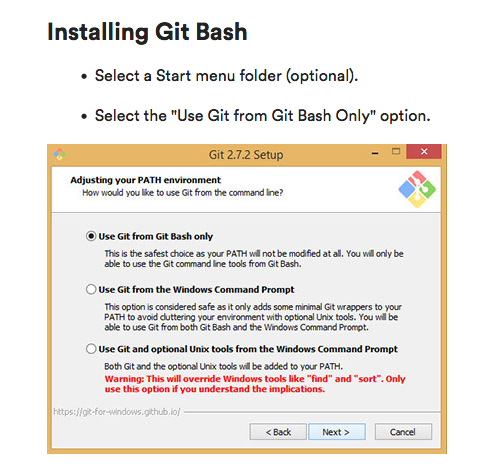 Installing Git Bash
• Select a Start menu folder (optional).
• Select the "Use Git from Git Bash Only" option.
Git 2.7.2 Setup
Adjusting your PATH environment
How would you like to use Git from the command line?
Use Git from Git Bash only
This is the safest choice as your PATH will not be modified at all. You will only be
able to use the Git command line tools from Git Bash.
Use Git from the Windows Command Prompt
This option is considered safe as it only adds some minimal Git wrappers to your
PATH to avoid cluttering your environment with optional Unix tools. You will be
able to use Git from both Git Bash and the Windows Command Prompt.
Use Git and optional Unix tools from the Windows Command Prompt
Both Git and the optional Unix tools will be added to your PATH.
Warning: This will override Windows tools like "find" and "sort". Only
use this option if you understand the implications.
https://git-for-windows.github.io/
< Back
Next >
Cancel